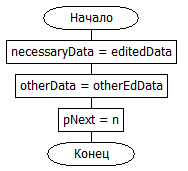 Начало
necessaryData = editedData
otherData = otherEdData
pNext = n
Конец